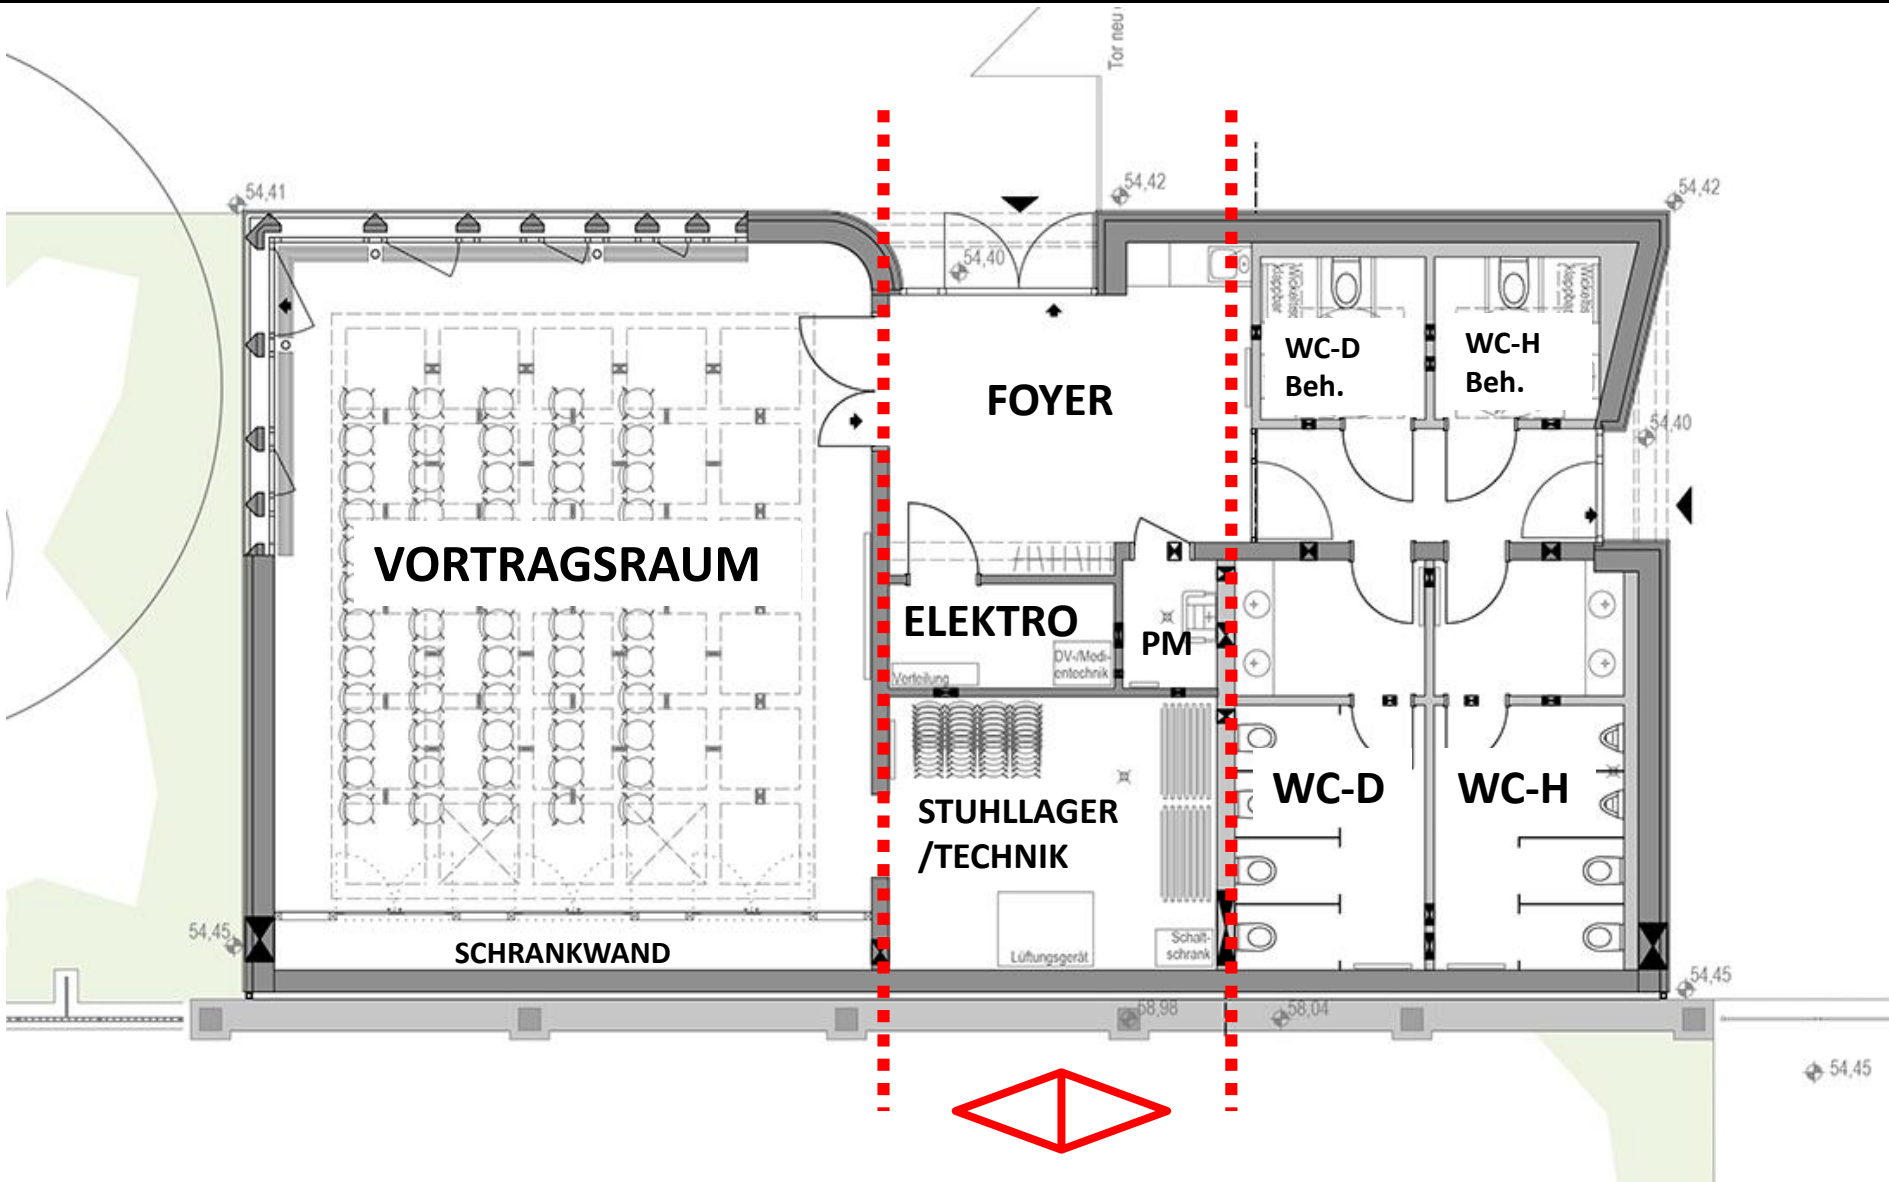 Tor neu
54,41
54,42
54,42
54,40
WC-D
Beh.
WC-H
Beh.
FOYER
54,40
VORTRAGSRAUM
ELEKTRO
PM
DV-/Medi-
entechnik
Verteilung
WC-D
WC-H
STUHLLAGER
/TECHNIK
54,45
SCHRANKWAND
Lüftungsgerät
Schalt-
schrank
54,45
58,98
58,04
54,45